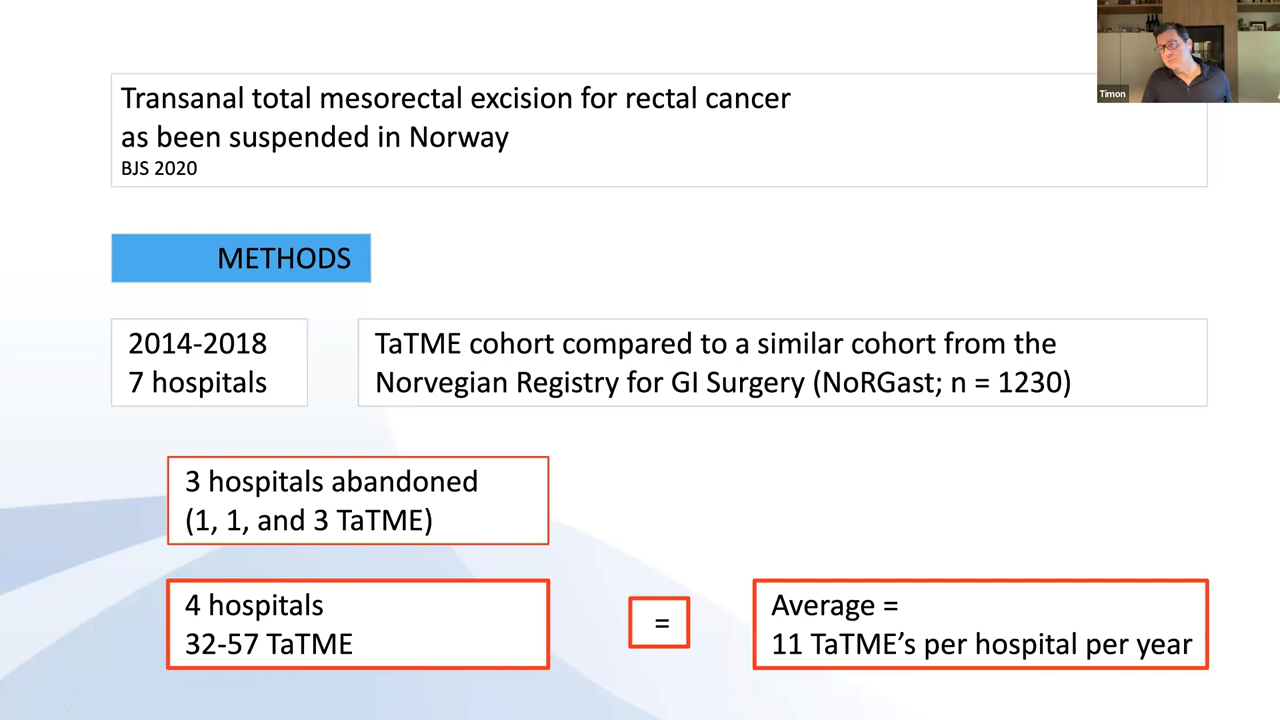 Timon
Transanal total mesorectal excision for rectal cancer
as been suspended in Norway
BJS 2020
METHODS
2014-2018
7 hospitals
TaTME cohort compared to a similar cohort from the
Norvegian Registry for GI Surgery (NoRGast; n = 1230)
3 hospitals abandoned
(1, 1, and 3 TaTME)
4 hospitals
32-57 TaTME
=
Average =
11 TaTME’s per hospital per year